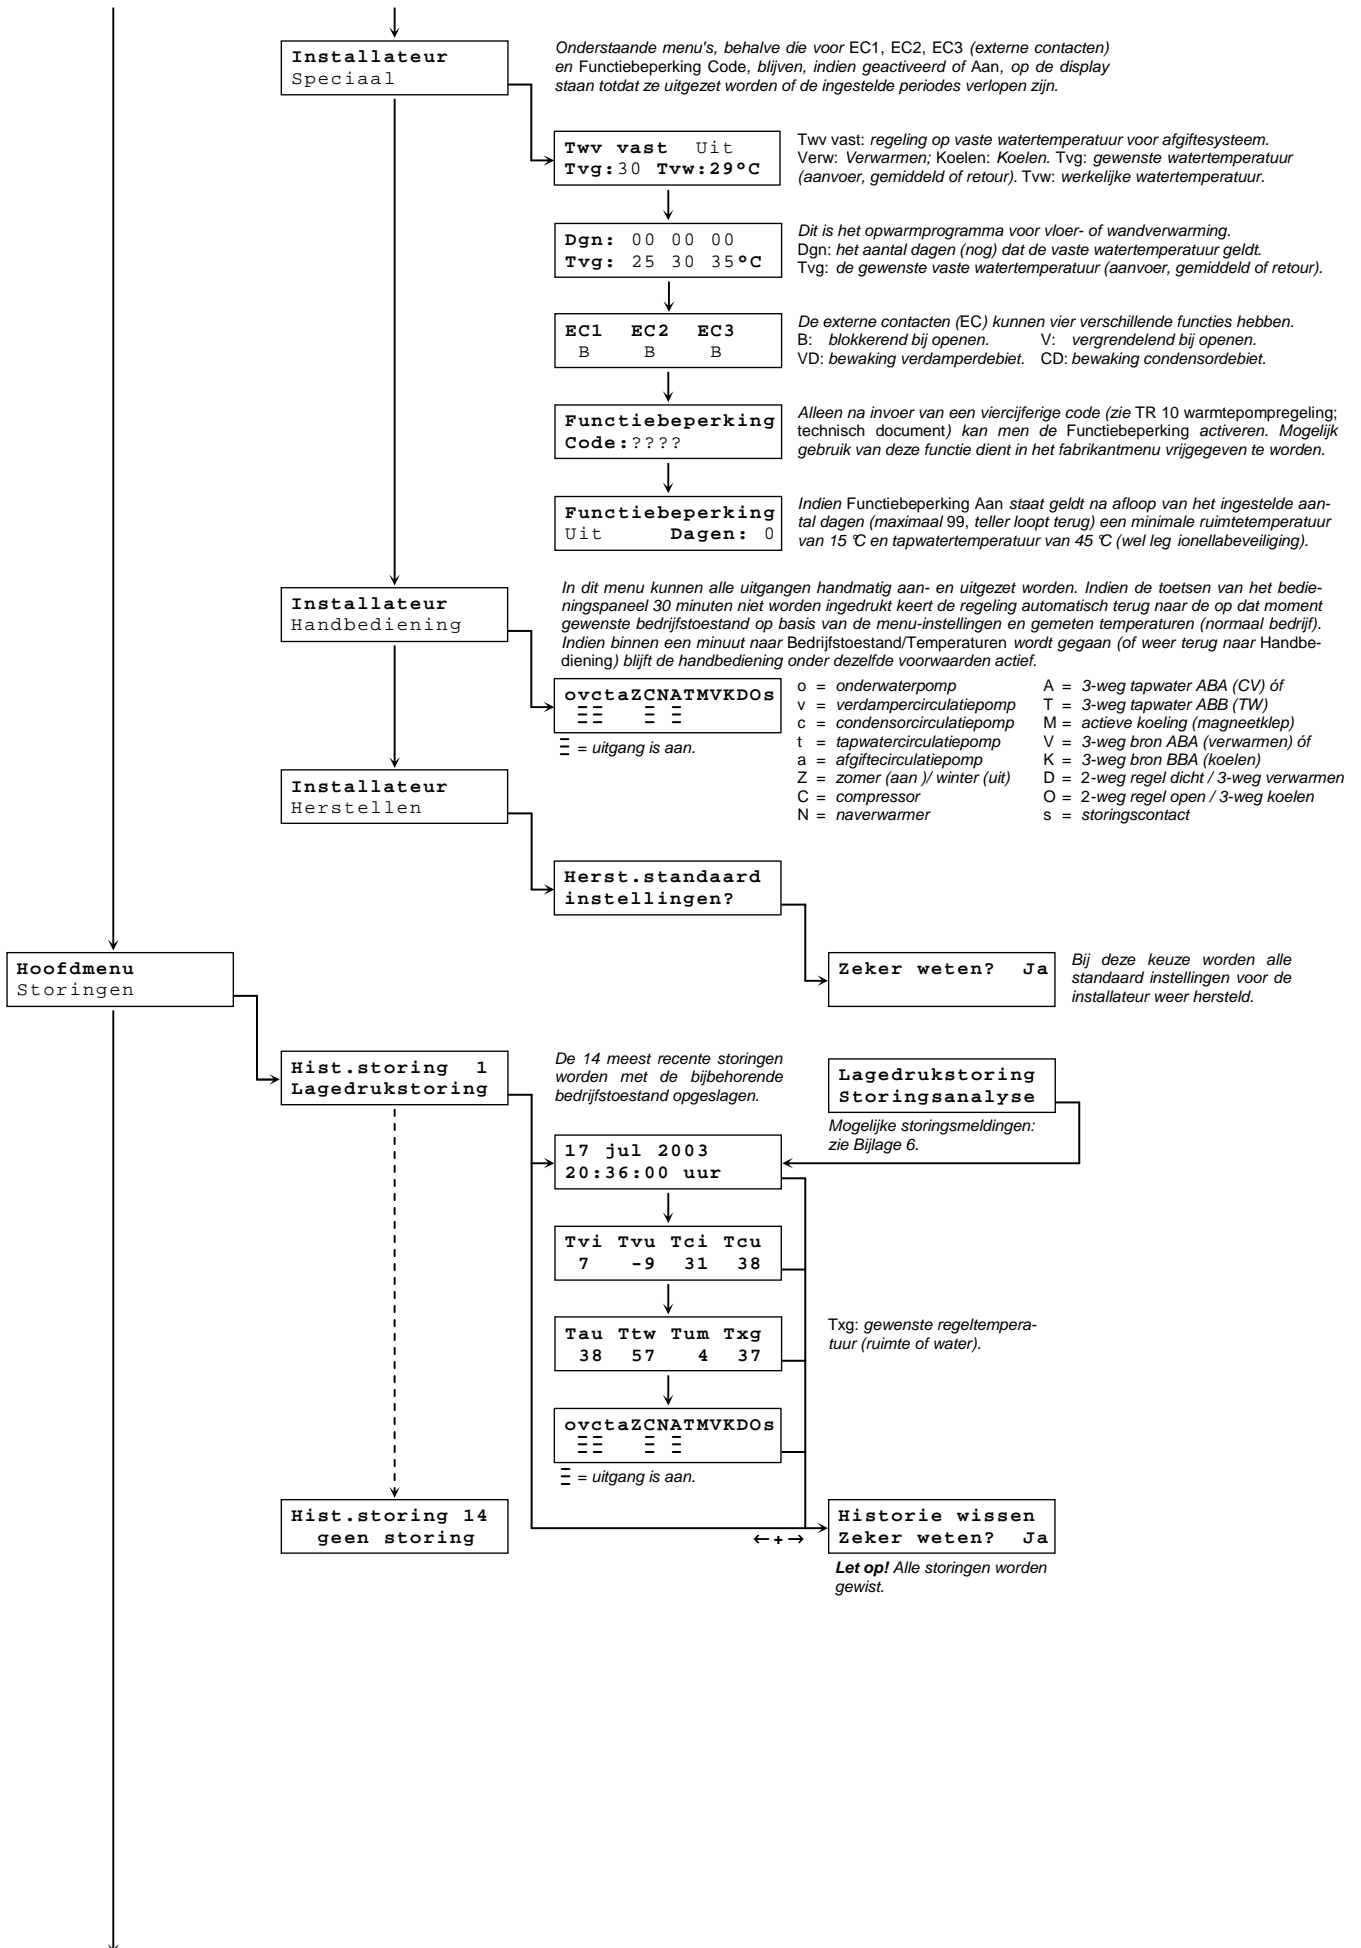 Installateur
Speciaal
Onderstaande menu's, behalve die voor EC1, EC2, EC3 (externe contacten)
en Functiebeperking Code, blijven, indien geactiveerd of Aan, op de display
staan totdat ze uitgezet worden of de ingestelde periodes verlopen zijn.
Twv vast Uit
Tvg:30 Tvw:29°C
Twv vast: regeling op vaste watertemperatuur voor afgiftesysteem.
Verw: Verwarmen; Koelen: Koelen. Tvg: gewenste watertemperatuur
(aanvoer, gemiddeld of retour). Tvw: werkelijke watertemperatuur.
Dgn: 00 00 00
Tvg: 25 30 35°C
Dit is het opwarmprogramma voor vloer- of wandverwarming.
Dgn: het aantal dagen (nog) dat de vaste watertemperatuur geldt.
Tvg: de gewenste vaste watertemperatuur (aanvoer, gemiddeld of retour).
EC1 EC2 EC3
B B B
De externe contacten (EC) kunnen vier verschillende functies hebben.
B: blokkerend bij openen. V: vergrendelend bij openen.
VD: bewaking verdamperdebiet. CD: bewaking condensordebiet.
Functiebeperking
Code:????
Alleen na invoer van een viercijferige code (zie TR 10 warmtepompregeling;
technisch document) kan men de Functiebeperking activeren. Mogelijk
gebruik van deze functie dient in het fabrikantmenu vrijgegeven te worden.
Functiebeperking
Uit Dagen: 0
Indien Functiebeperking Aan staat geldt na afloop van het ingestelde aan-
tal dagen (maximaal 99, teller loopt terug) een minimale ruimtetemperatuur
van 15 °C en tapwatertemperatuur van 45 °C (wel leg ionellabeveiliging).
Installateur
Handbediening
In dit menu kunnen alle uitgangen handmatig aan- en uitgezet worden. Indien de toetsen van het bedie-
ningspaneel 30 minuten niet worden ingedrukt keert de regeling automatisch terug naar de op dat moment
gewenste bedrijfstoestand op basis van de menu-instellingen en gemeten temperaturen (normaal bedrijf).
Indien binnen een minuut naar Bedrijfstoestand/Temperaturen wordt gegaan (of weer terug naar Handbe-
diening) blijft de handbediening onder dezelfde voorwaarden actief.
ovctaZCNATMVKDOs
= uitgang is aan.
o = onderwaterpomp A = 3-weg tapwater ABA (CV) óf
v = verdampercirculatiepomp T = 3-weg tapwater ABB (TW)
c = condensorcirculatiepomp M = actieve koeling (magneetklep)
t = tapwatercirculatiepomp V = 3-weg bron ABA (verwarmen) óf
a = afgiftecirculatiepomp K = 3-weg bron BBA (koelen)
Z = zomer (aan )/ winter (uit) D = 2-weg regel dicht / 3-weg verwarmen
C = compressor O = 2-weg regel open / 3-weg koelen
N = naverwarmer s = storingscontact
Installateur
Herstellen
Herst.standaard
instellingen?
Hoofdmenu
Storingen
Zeker weten? Ja
Bij deze keuze worden alle
standaard instellingen voor de
installateur weer hersteld.
Hist.storing 1
Lagedrukstoring
De 14 meest recente storingen
worden met de bijbehorende
bedrijfstoestand opgeslagen.
Lagedrukstoring
Storingsanalyse
Mogelijke storingsmeldingen:
zie Bijlage 6.
17 jul 2003
20:36:00 uur
Tvi Tvu Tci Tcu
7 -9 31 38
Tau Ttw Tum Txg
38 57 4 37
Txg: gewenste regeltempera-
tuur (ruimte of water).
ovctaZCNATMVKDOs
= uitgang is aan.
Hist.storing 14
geen storing
←+→
Historie wissen
Zeker weten? Ja
Let op! Alle storingen worden
gewist.